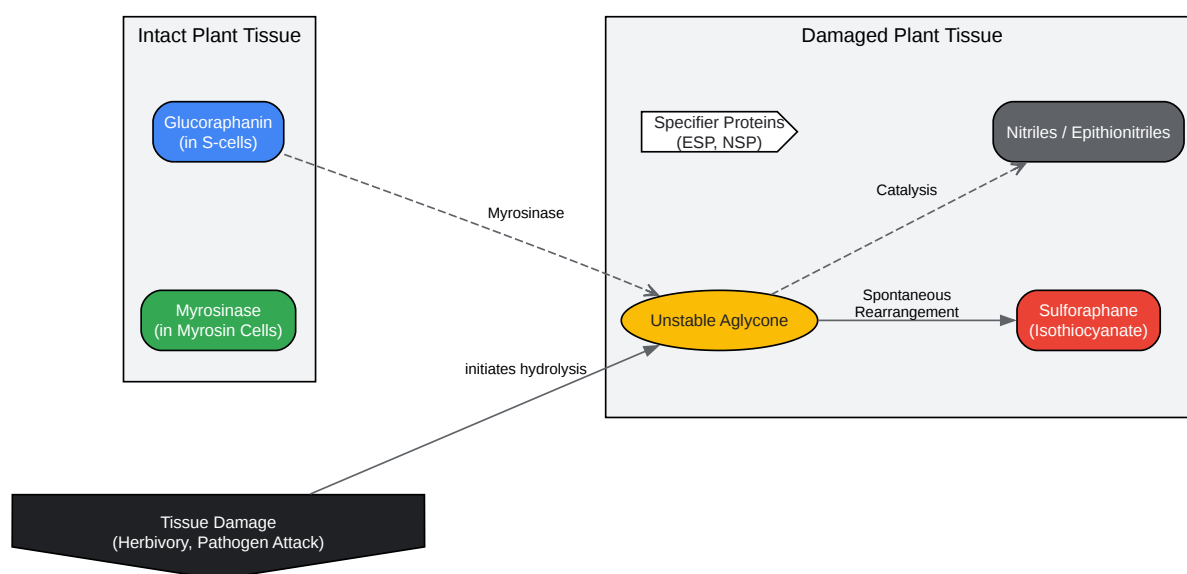 Intact Plant Tissue
Damaged Plant Tissue
Glucoraphanin
(in S-cells)
Specifier Proteins
(ESP, NSP)
Nitriles / Epithionitriles
Myrosinase
Catalysis
Myrosinase
(in Myrosin Cells)
Unstable Aglycone
Spontaneous
Rearrangement
Sulforaphane
(Isothiocyanate)
initiates hydrolysis
Tissue Damage
(Herbivory, Pathogen Attack)